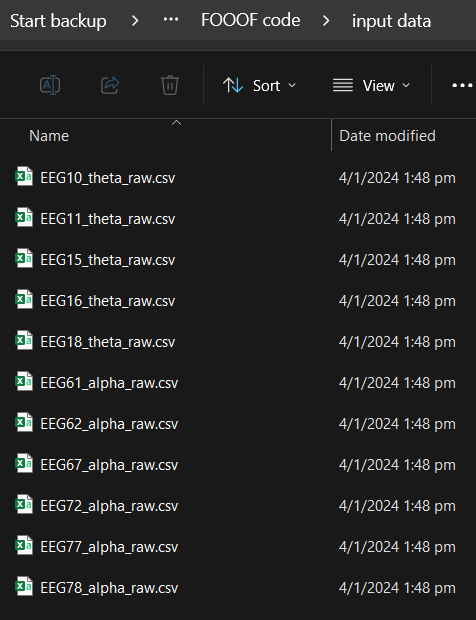 Start backup > ... FOOOF code > input data
Sort View ...
Name Date modified
EEG10_theta_raw.csv 4/1/2024 1:48 pm
EEG11_theta_raw.csv 4/1/2024 1:48 pm
EEG15_theta_raw.csv 4/1/2024 1:48 pm
EEG16_theta_raw.csv 4/1/2024 1:48 pm
EEG18_theta_raw.csv 4/1/2024 1:48 pm
EEG61_alpha_raw.csv 4/1/2024 1:48 pm
EEG62_alpha_raw.csv 4/1/2024 1:48 pm
EEG67_alpha_raw.csv 4/1/2024 1:48 pm
EEG72_alpha_raw.csv 4/1/2024 1:48 pm
EEG77_alpha_raw.csv 4/1/2024 1:48 pm
EEG78_alpha_raw.csv 4/1/2024 1:48 pm